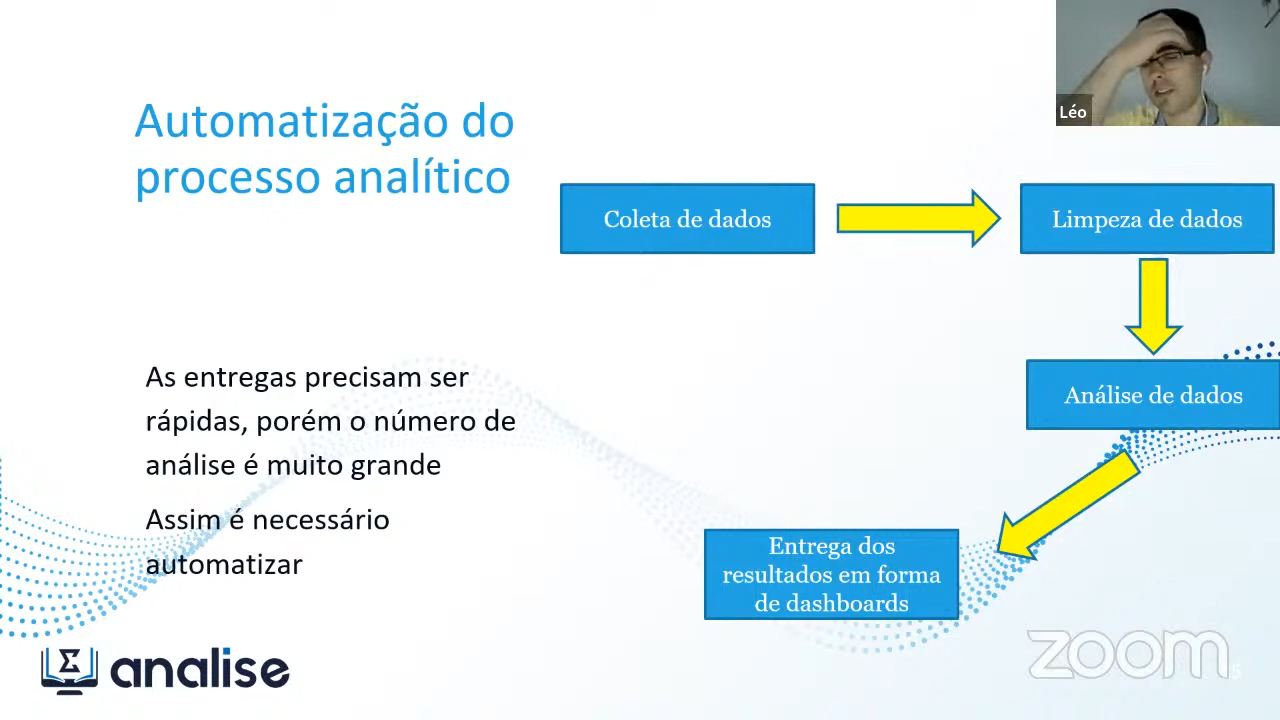 Léo
Automatização do
processo analítico
Coleta de dados
Limpeza de dados
Análise de dados
As entregas precisam ser
rápidas, porém o número de
análise é muito grande
Assim é necessário
automatizar
Entrega dos
resultados em forma
de dashboards
analise
zoom
5